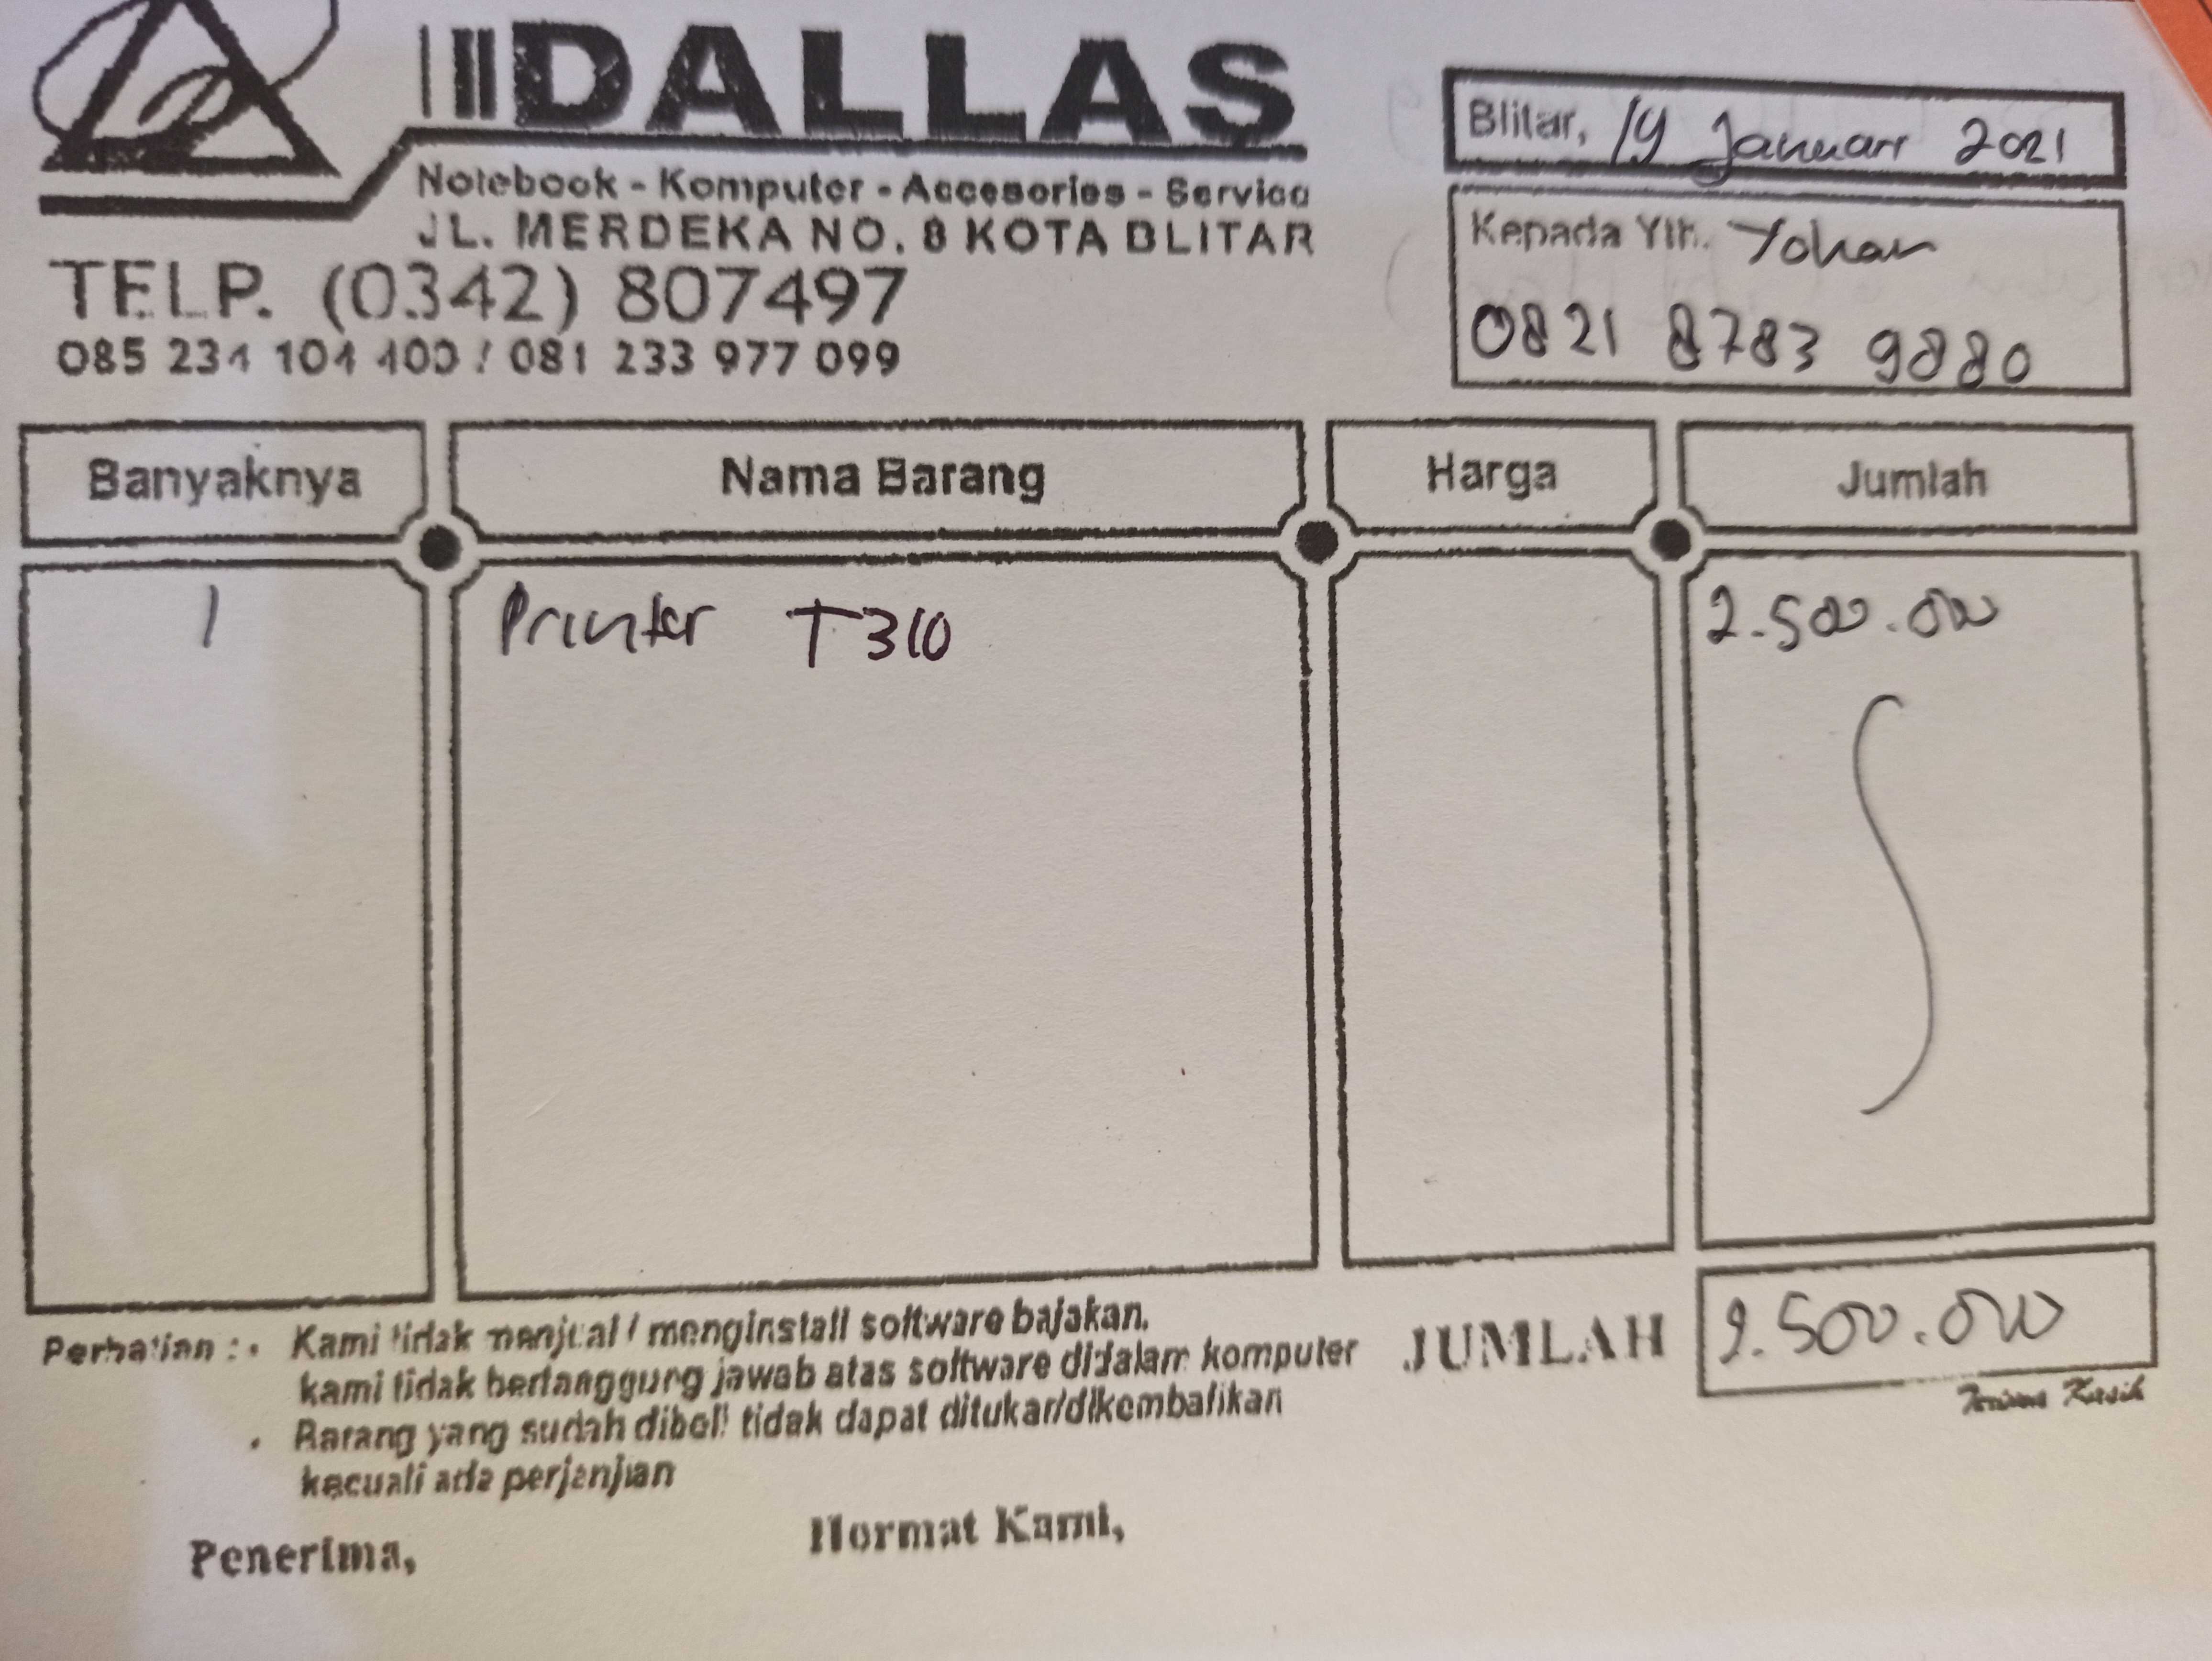 DALLAS
Notebook - Komputer - Accesories - Service
JL. MERDEKA NO. 8 KOTA BLITAR
TELP. (0342) 807497
085 234 104 400 / 081 233 977 099
Blitar, 19 Januari 2021
Kepada Yth. Yohan
0821 8783 9880
Banyaknya Nama Barang Harga Jumlah
1 Printer T310 2.500.000
Perhatian : • Kami tidak menjual / menginstall software bajakan.
kami tidak bertanggung jawab atas software didalam komputer
• Barang yang sudah dibeli tidak dapat ditukar/dikembalikan
kecuali ada perjanjian
JUMLAH 2.500.000
Terima Kasih
Penerima, Hormat Kami,